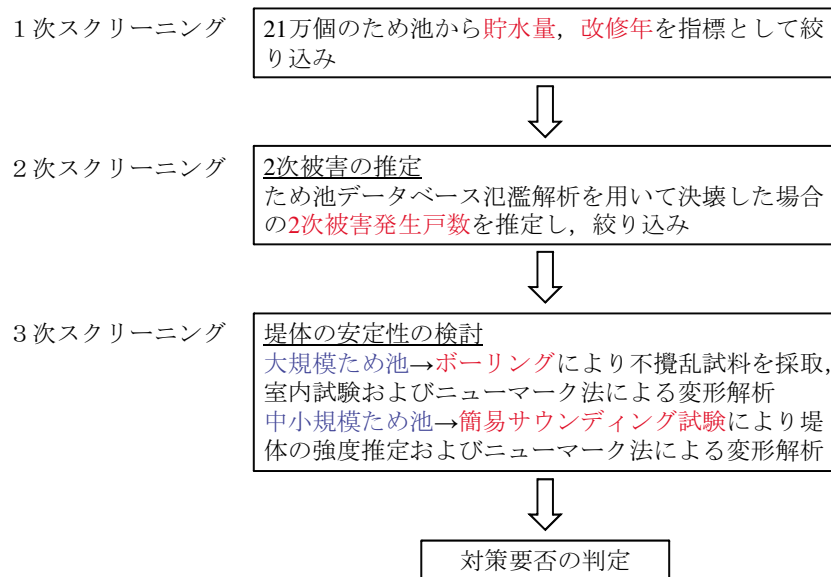 １次スクリーニング
21万個のため池から貯水量，改修年を指標として絞
り込み
２次スクリーニング
2次被害の推定
ため池データベース氾濫解析を用いて決壊した場合
の2次被害発生戸数を推定し，絞り込み
３次スクリーニング
堤体の安定性の検討
大規模ため池→ボーリングにより不攪乱試料を採取,
室内試験およびニューマーク法による変形解析
中小規模ため池→簡易サウンディング試験により堤
体の強度推定およびニューマーク法による変形解析
対策要否の判定